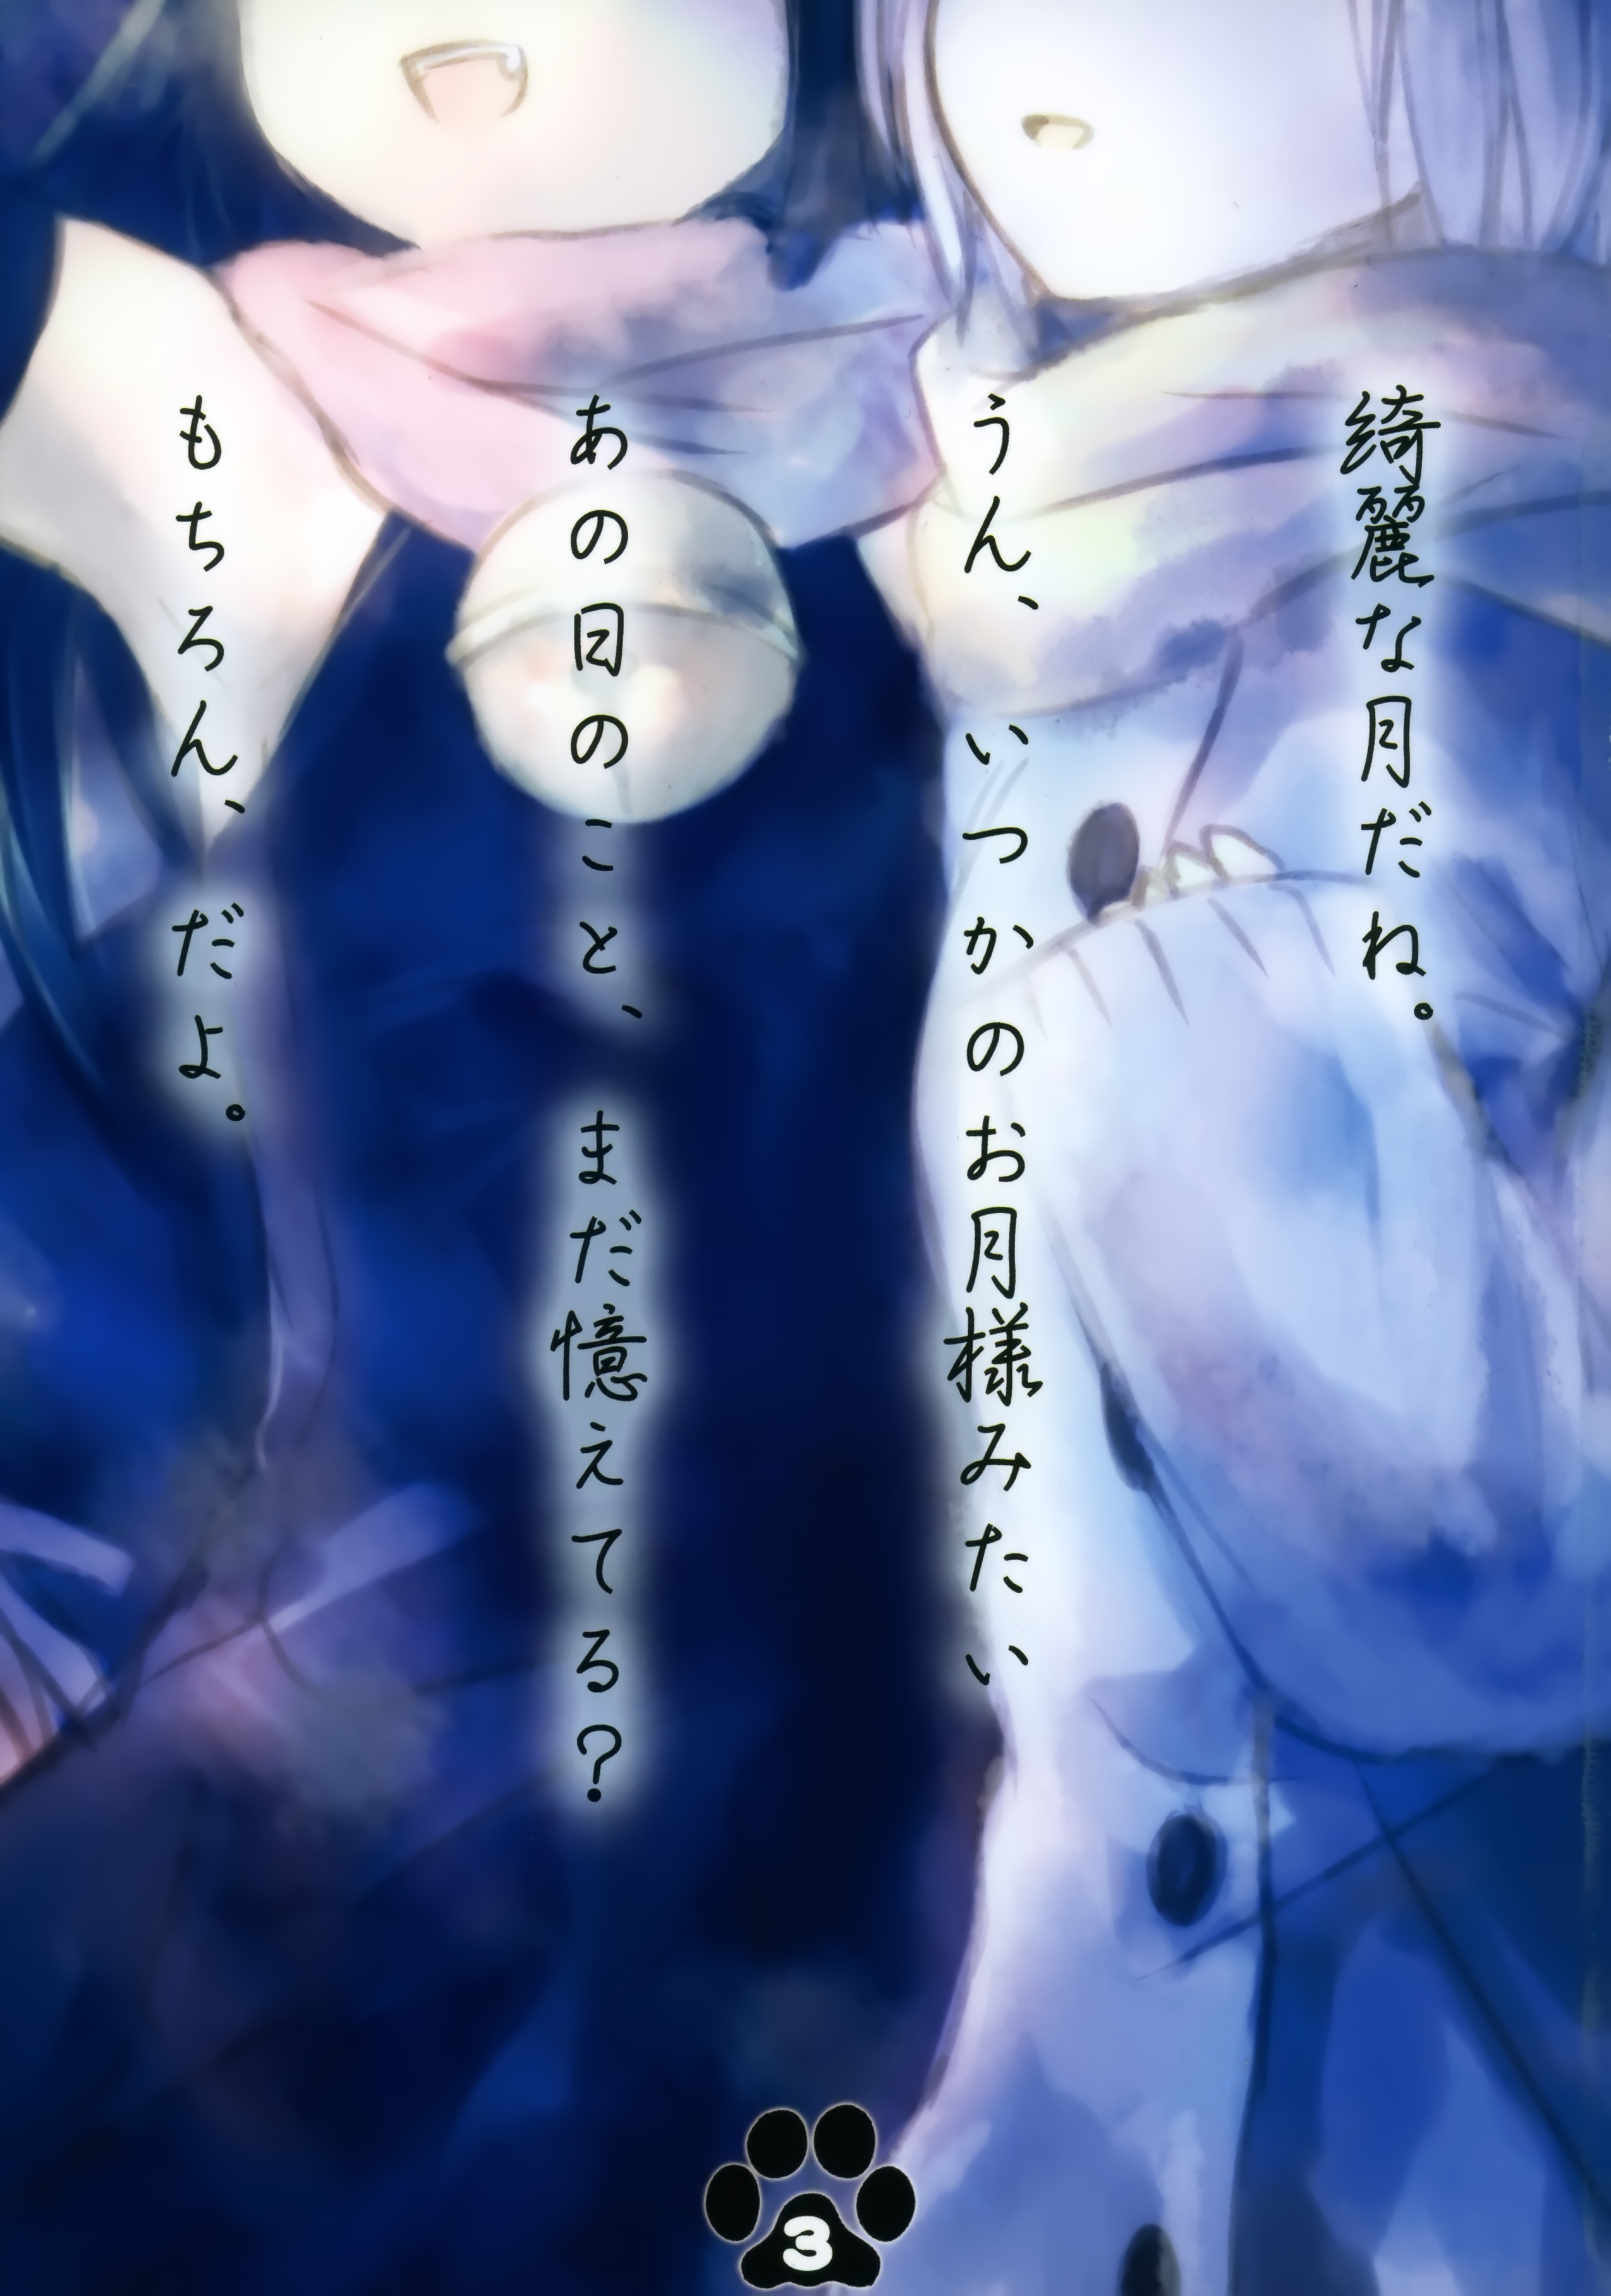 綺麗な月だね。
うん、いつかのお月様みたい
あの日のこと、まだ憶えてる？
もちろん、だよ。
3